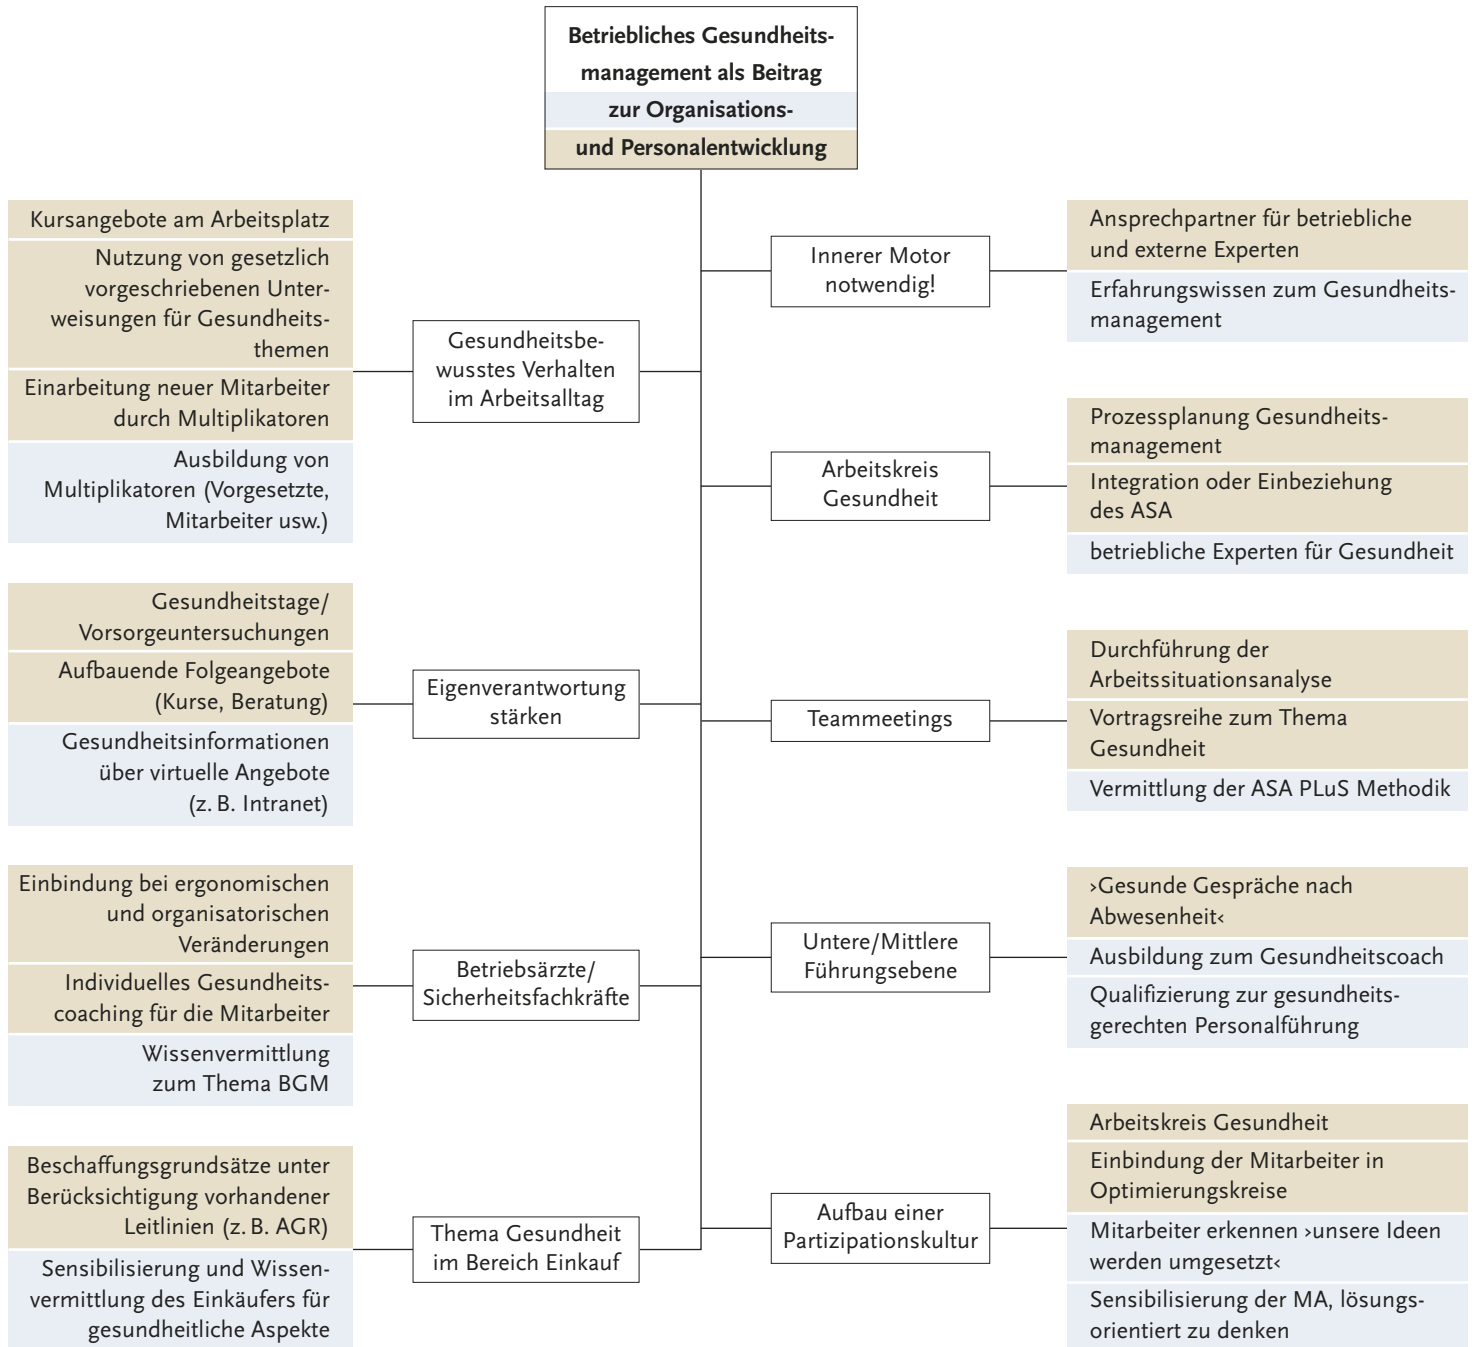 Betriebliches Gesundheits-
management als Beitrag
zur Organisations-
und Personalentwicklung
Kursangebote am Arbeitsplatz
Nutzung von gesetzlich
vorgeschriebenen Unter-
weisungen für Gesundheits-
themen
Einarbeitung neuer Mitarbeiter
durch Multiplikatoren
Ausbildung von
Multiplikatoren (Vorgesetzte,
Mitarbeiter usw.)
Gesundheitsbe-
wusstes Verhalten
im Arbeitsalltag
Gesundheitstage/
Vorsorgeuntersuchungen
Aufbauende Folgeangebote
(Kurse, Beratung)
Gesundheitsinformationen
über virtuelle Angebote
(z. B. Intranet)
Eigenverantwortung
stärken
Einbindung bei ergonomischen
und organisatorischen
Veränderungen
Individuelles Gesundheits-
coaching für die Mitarbeiter
Wissenvermittlung
zum Thema BGM
Betriebsärzte/
Sicherheitsfachkräfte
Beschaffungsgrundsätze unter
Berücksichtigung vorhandener
Leitlinien (z. B. AGR)
Sensibilisierung und Wissen-
vermittlung des Einkäufers für
gesundheitliche Aspekte
Thema Gesundheit
im Bereich Einkauf
Innerer Motor
notwendig!
Ansprechpartner für betriebliche
und externe Experten
Erfahrungswissen zum Gesundheits-
management
Arbeitskreis
Gesundheit
Prozessplanung Gesundheits-
management
Integration oder Einbeziehung
des ASA
betriebliche Experten für Gesundheit
Teammeetings
Durchführung der
Arbeitssituationsanalyse
Vortragsreihe zum Thema
Gesundheit
Vermittlung der ASA PLuS Methodik
Untere/Mittlere
Führungsebene
›Gesunde Gespräche nach
Abwesenheit‹
Ausbildung zum Gesundheitscoach
Qualifizierung zur gesundheits-
gerechten Personalführung
Aufbau einer
Partizipationskultur
Arbeitskreis Gesundheit
Einbindung der Mitarbeiter in
Optimierungskreise
Mitarbeiter erkennen ›unsere Ideen
werden umgesetzt‹
Sensibilisierung der MA, lösungs-
orientiert zu denken